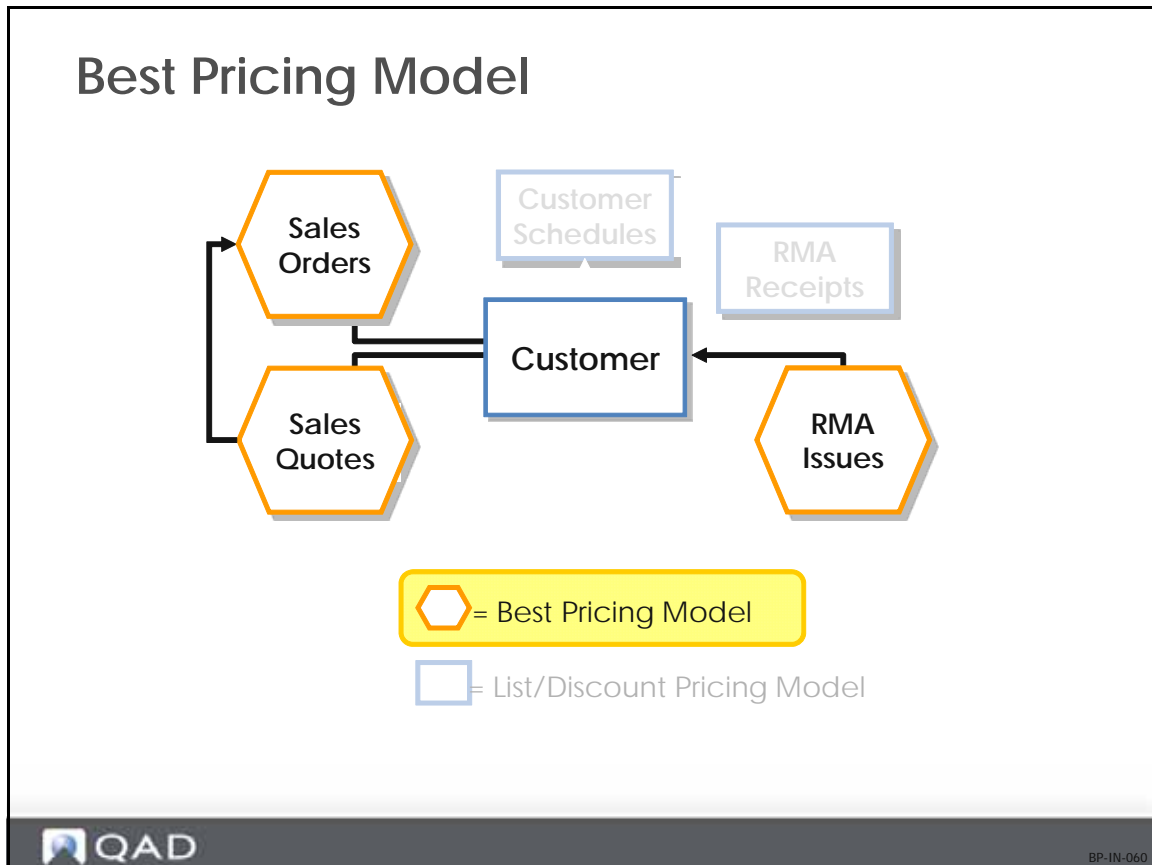 Best Pricing Model
Sales
Orders
Customer
Schedules
RMA
Receipts
Customer
Sales
Quotes
RMA
Issues
= Best Pricing Model
= List/Discount Pricing Model
QAD
BP-IN-060